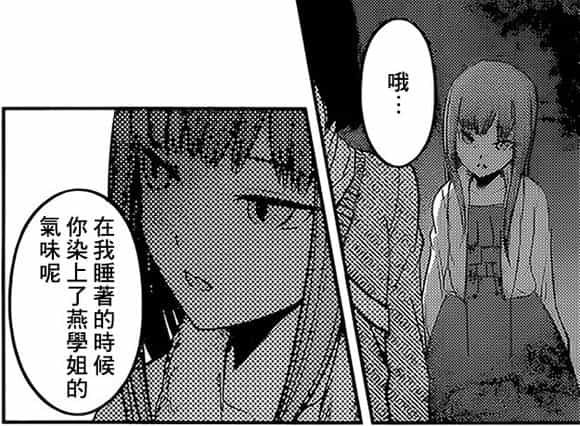 哦…
在我睡著的時候
你染上了燕學姐的
氣味呢